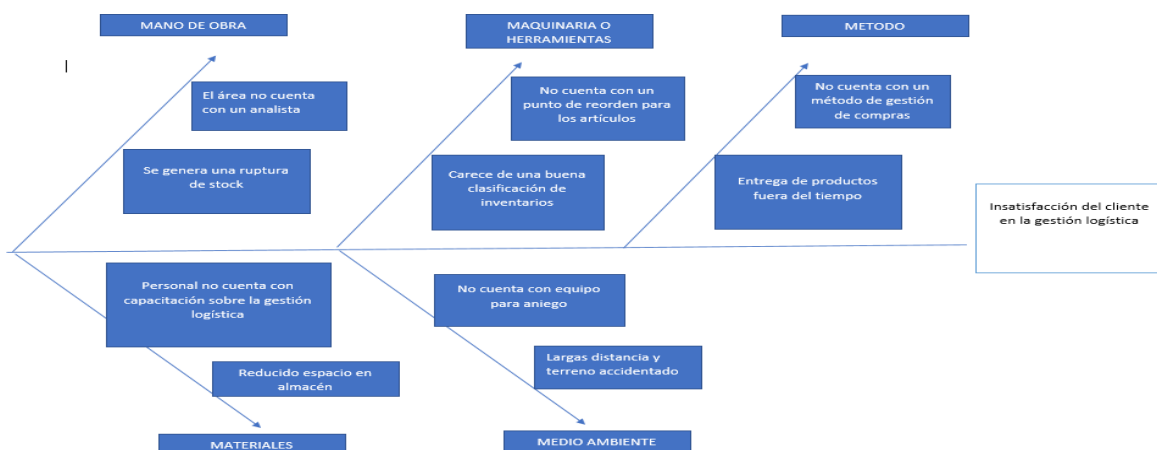 MANO DE OBRA
MAQUINARIA O
HERRAMIENTAS
METODO
El área no cuenta
con un analista
No cuenta con un
punto de reorden para
los artículos
No cuenta con un
método de gestión
de compras
Se genera una ruptura
de stock
Carece de una buena
clasificación de
inventarios
Entrega de productos
fuera del tiempo
Insatisfacción del cliente
en la gestión logística
Personal no cuenta con
capacitación sobre la gestión
logística
No cuenta con equipo
para aniego
Reducido espacio en
almacén
Largas distancia y
terreno accidentado
MATERIALES
MEDIO AMBIENTE